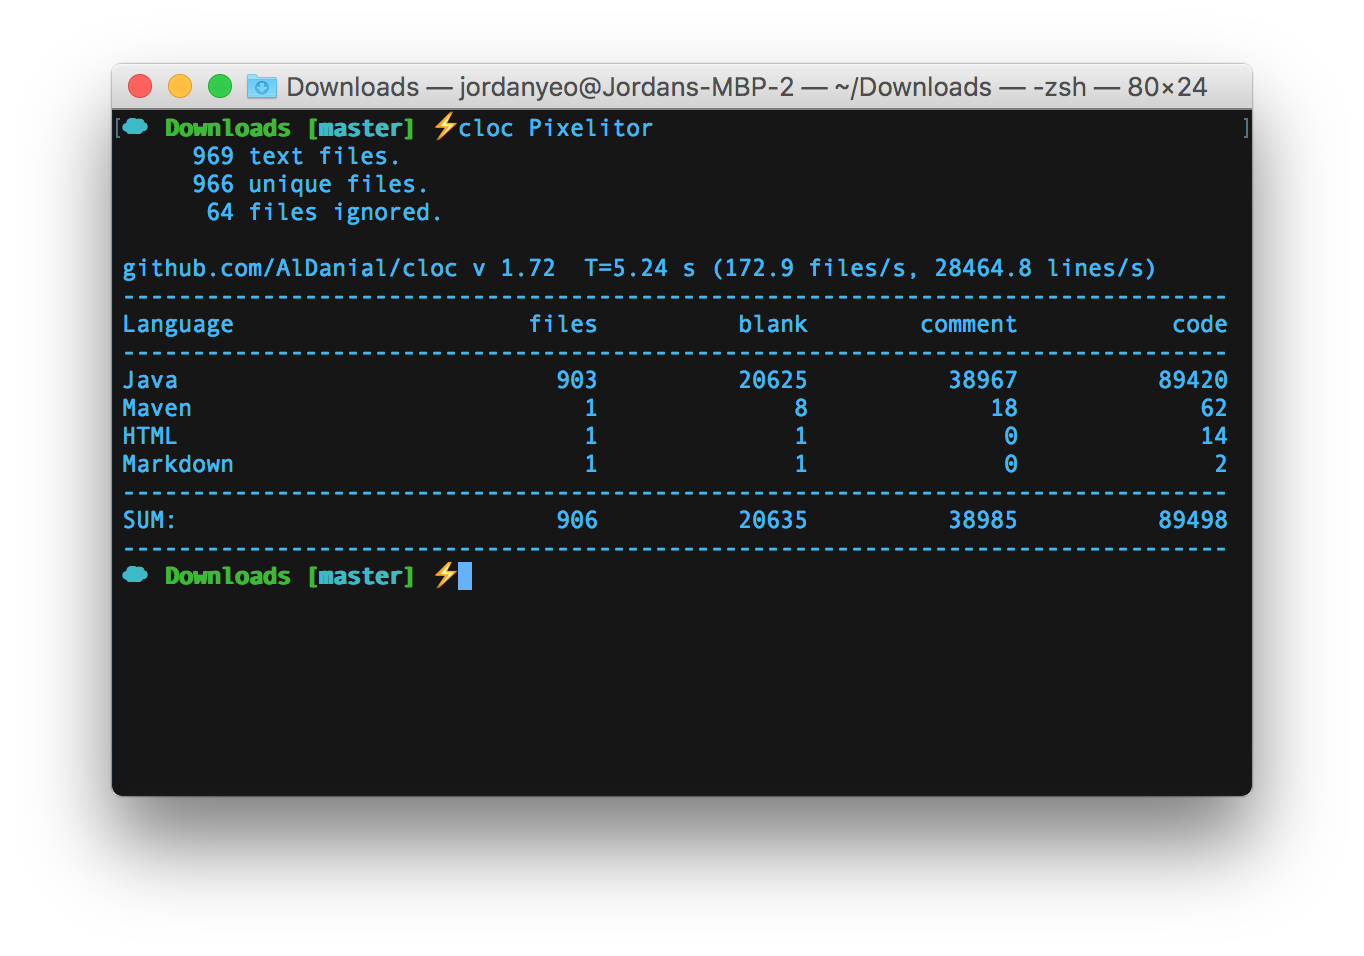 Downloads — jordanyeo@Jordans-MBP-2 — ~/Downloads — -zsh — 80×24
[☁ Downloads [master] ⚡cloc Pixelitor ]
969 text files.
966 unique files.
64 files ignored.
github.com/AlDanial/cloc v 1.72  T=5.24 s (172.9 files/s, 28464.8 lines/s)
-------------------------------------------------------------------------------
Language files blank comment code
-------------------------------------------------------------------------------
Java 903 20625 38967 89420
Maven 1 8 18 62
HTML 1 1 0 14
Markdown 1 1 0 2
-------------------------------------------------------------------------------
SUM: 906 20635 38985 89498
-------------------------------------------------------------------------------
☁ Downloads [master] ⚡